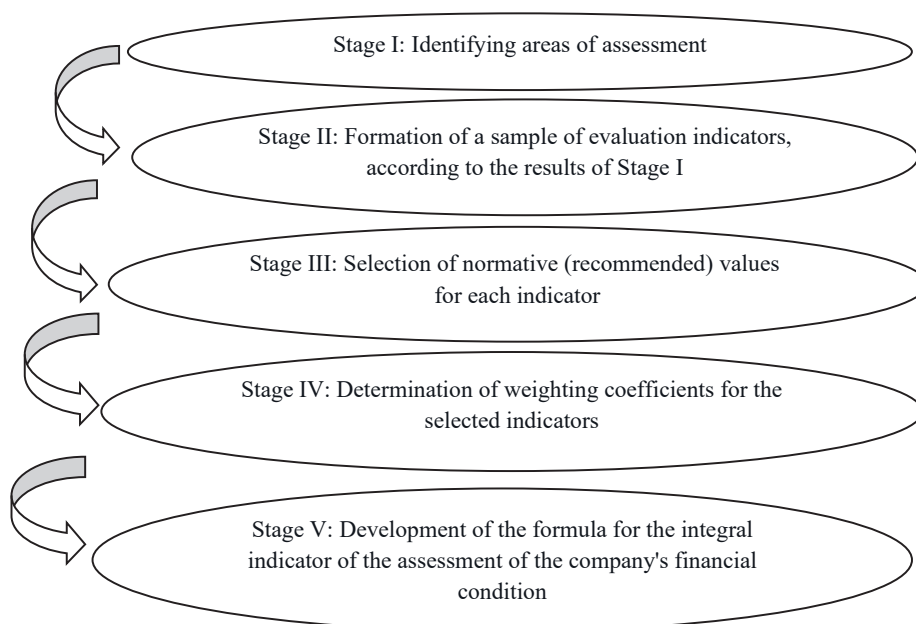 Stage I: Identifying areas of assessment
Stage II: Formation of a sample of evaluation indicators,
according to the results of Stage I
Stage III: Selection of normative (recommended) values
for each indicator
Stage IV: Determination of weighting coefficients for the
selected indicators
Stage V: Development of the formula for the integral
indicator of the assessment of the company's financial
condition